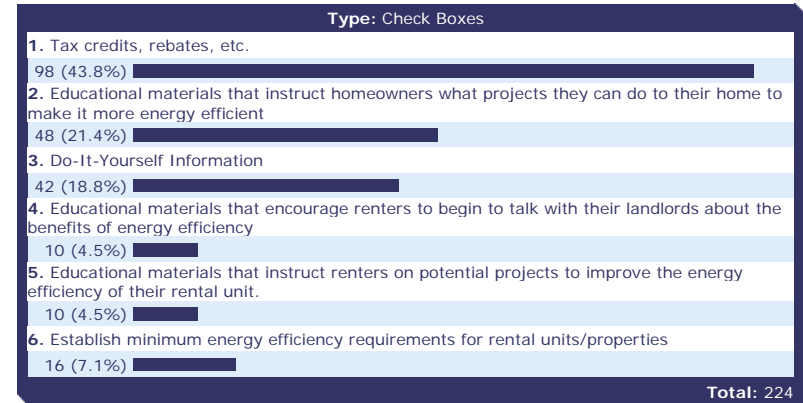 Type: Check Boxes
1. Tax credits, rebates, etc.
98 (43.8%)
2. Educational materials that instruct homeowners what projects they can do to their home to
make it more energy efficient
48 (21.4%)
3. Do-It-Yourself Information
42 (18.8%)
4. Educational materials that encourage renters to begin to talk with their landlords about the
benefits of energy efficiency
10 (4.5%)
5. Educational materials that instruct renters on potential projects to improve the energy
efficiency of their rental unit.
10 (4.5%)
6. Establish minimum energy efficiency requirements for rental units/properties
16 (7.1%)
Total: 224